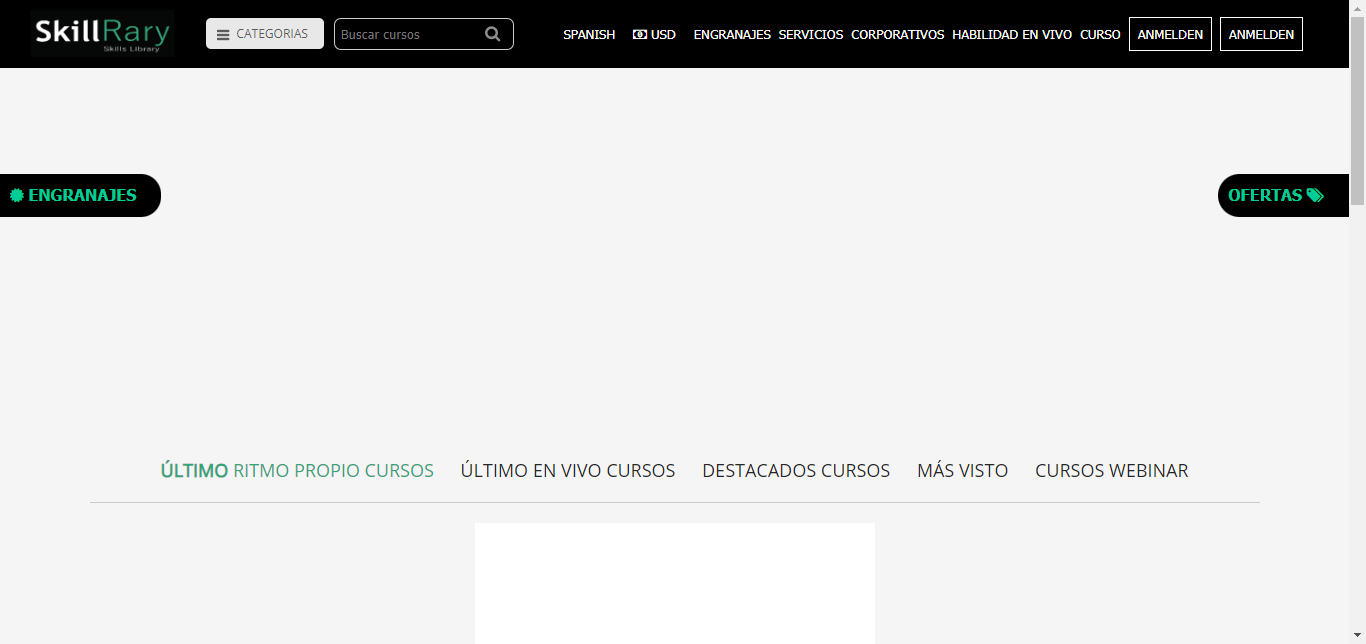 SkillRary
Skills Library
CATEGORIAS
Buscar cursos
SPANISH
USD
ENGRANAJES
SERVICIOS
CORPORATIVOS
HABILIDAD EN VIVO
CURSO
ANMELDEN
ANMELDEN
ENGRANAJES
OFERTAS
ÚLTIMO RITMO PROPIO CURSOS
ÚLTIMO EN VIVO CURSOS
DESTACADOS CURSOS
MÁS VISTO
CURSOS WEBINAR